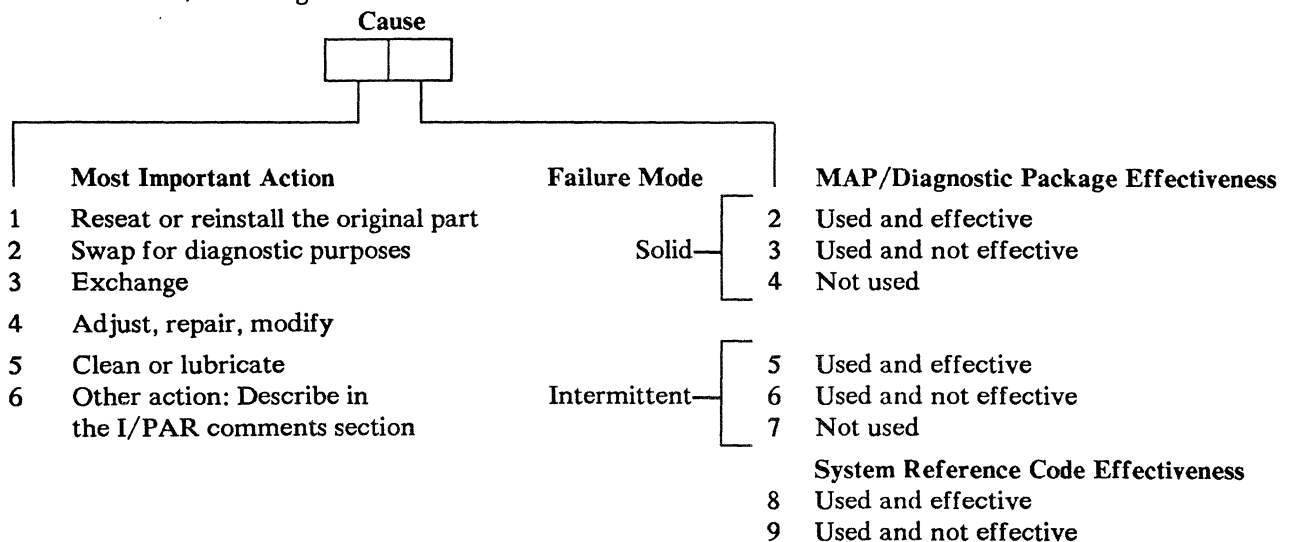 Cause
Most Important Action Failure Mode MAP/Diagnostic Package Effectiveness
1 Reseat or reinstall the original part 2 Used and effective
2 Swap for diagnostic purposes Solid 3 Used and not effective
3 Exchange 4 Not used
4 Adjust, repair, modify
5 Clean or lubricate 5 Used and effective
6 Other action: Describe in Intermittent 6 Used and not effective
the I/PAR comments section 7 Not used
System Reference Code Effectiveness
8 Used and effective
9 Used and not effective